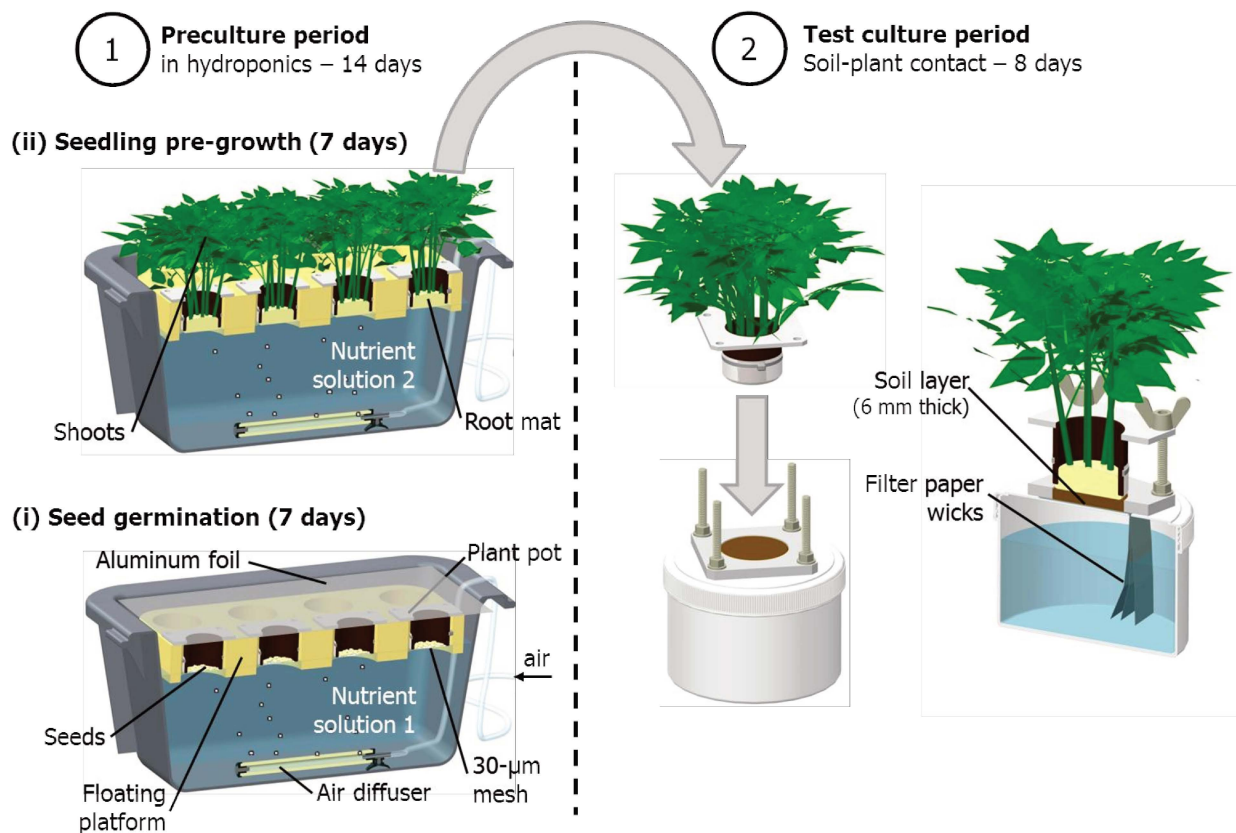 1
Preculture period
in hydroponics – 14 days
2
Test culture period
Soil-plant contact – 8 days
(ii) Seedling pre-growth (7 days)
Nutrient
solution 2
Shoots
Root mat
(i) Seed germination (7 days)
Aluminum foil
Plant pot
air
Nutrient
solution 1
Seeds
Floating
platform
Air diffuser
30-µm
mesh
Soil layer
(6 mm thick)
Filter paper
wicks